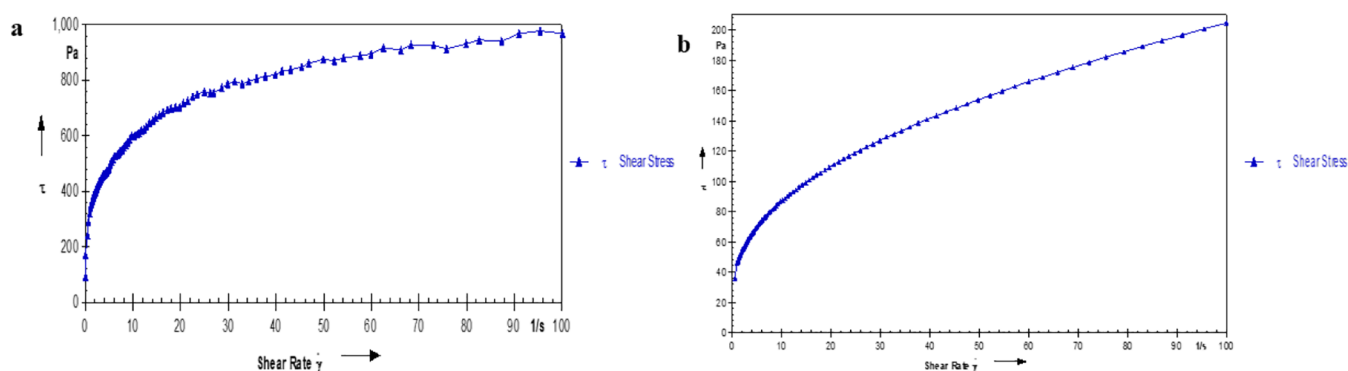 a
1,000
Pa
800
600
400
200
0
τ
0 10 20 30 40 50 60 70 80 90 1/s 100
Shear Rate γ̇
τ Shear Stress
b
200
Pa
180
160
140
120
100
80
60
40
20
0
τ
0 10 20 30 40 50 60 70 80 90 1/s 100
Shear Rate γ̇
τ Shear Stress